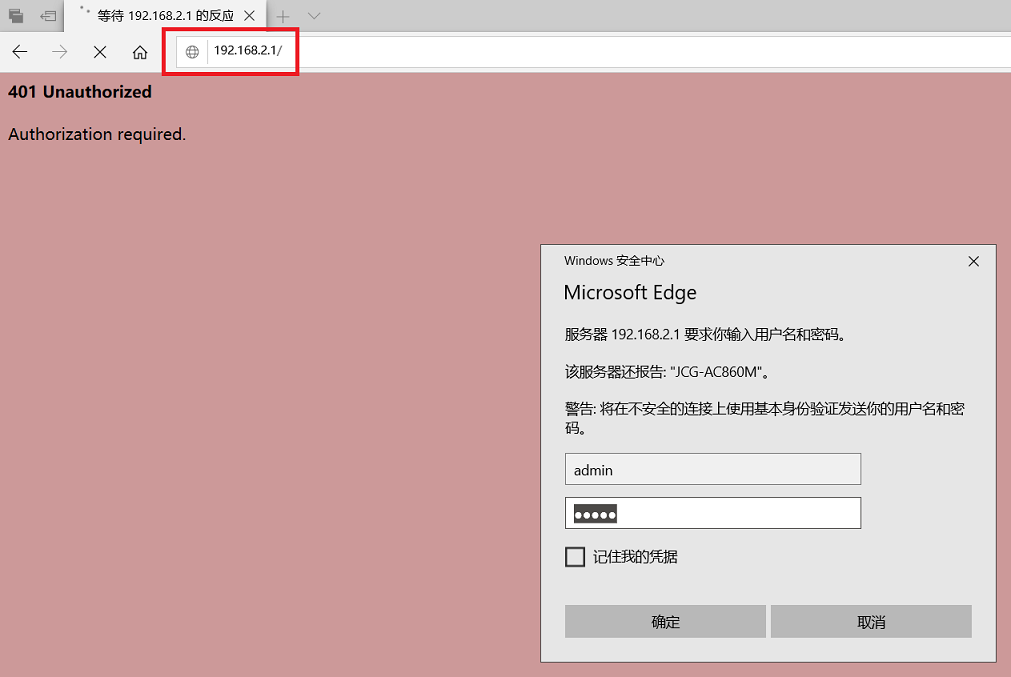 等待 192.168.2.1 的反应
192.168.2.1/
401 Unauthorized
Authorization required.
Windows 安全中心
Microsoft Edge
服务器 192.168.2.1 要求你输入用户名和密码。
该服务器还报告: "JCG-AC860M"。
警告: 将在不安全的连接上使用基本身份验证发送你的用户名和密
码。
admin
●●●●●
记住我的凭据
确定
取消